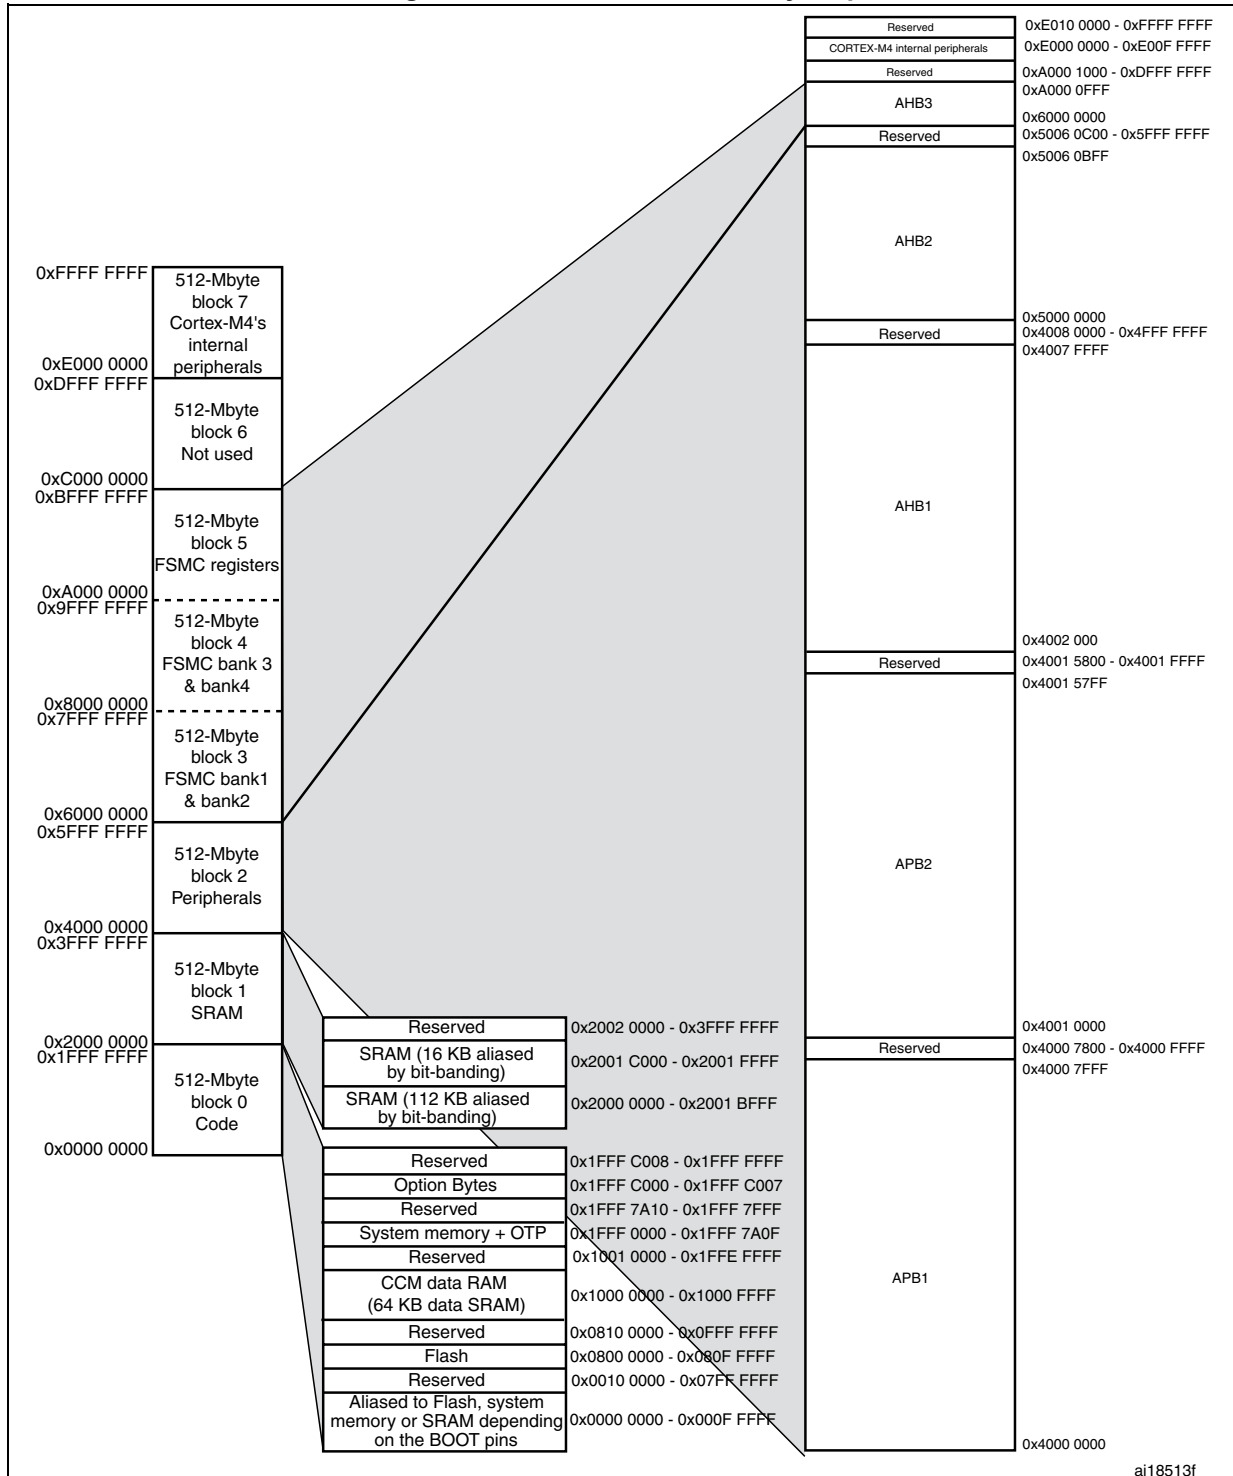 Reserved
0xE010 0000 - 0xFFFF FFFF
CORTEX-M4 internal peripherals
0xE000 0000 - 0xE00F FFFF
Reserved
0xA000 1000 - 0xDFFF FFFF
0xA000 0FFF
AHB3
0x6000 0000
Reserved
0x5006 0C00 - 0x5FFF FFFF
0x5006 0BFF
AHB2
0x5000 0000
Reserved
0x4008 0000 - 0x4FFF FFFF
0x4007 FFFF
AHB1
0x4002 000
Reserved
0x4001 5800 - 0x4001 FFFF
0x4001 57FF
APB2
0x4001 0000
Reserved
0x4000 7800 - 0x4000 FFFF
0x4000 7FFF
APB1
0x4000 0000
0xFFFF FFFF
512-Mbyte
block 7
Cortex-M4's
internal
peripherals
0xE000 0000
0xDFFF FFFF
512-Mbyte
block 6
Not used
0xC000 0000
0xBFFF FFFF
512-Mbyte
block 5
FSMC registers
0xA000 0000
0x9FFF FFFF
512-Mbyte
block 4
FSMC bank 3
& bank4
0x8000 0000
0x7FFF FFFF
512-Mbyte
block 3
FSMC bank1
& bank2
0x6000 0000
0x5FFF FFFF
512-Mbyte
block 2
Peripherals
0x4000 0000
0x3FFF FFFF
512-Mbyte
block 1
SRAM
0x2000 0000
0x1FFF FFFF
512-Mbyte
block 0
Code
0x0000 0000
Reserved
0x2002 0000 - 0x3FFF FFFF
SRAM (16 KB aliased
by bit-banding)
0x2001 C000 - 0x2001 FFFF
SRAM (112 KB aliased
by bit-banding)
0x2000 0000 - 0x2001 BFFF
Reserved
0x1FFF C008 - 0x1FFF FFFF
Option Bytes
0x1FFF C000 - 0x1FFF C007
Reserved
0x1FFF 7A10 - 0x1FFF 7FFF
System memory + OTP
0x1FFF 0000 - 0x1FFF 7A0F
Reserved
0x1001 0000 - 0x1FFE FFFF
CCM data RAM
(64 KB data SRAM)
0x1000 0000 - 0x1000 FFFF
Reserved
0x0810 0000 - 0x0FFF FFFF
Flash
0x0800 0000 - 0x080F FFFF
Reserved
0x0010 0000 - 0x07FF FFFF
Aliased to Flash, system
memory or SRAM depending
on the BOOT pins
0x0000 0000 - 0x000F FFFF
ai18513f